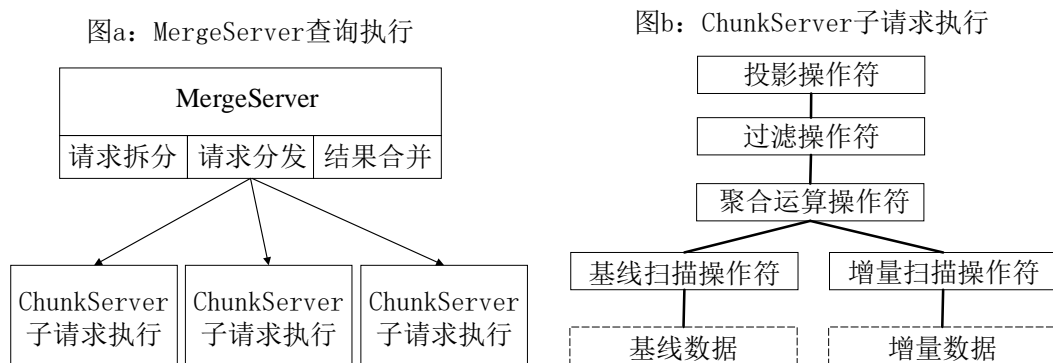 图a：MergeServer查询执行
MergeServer
请求拆分 请求分发 结果合并
ChunkServer
子请求执行
ChunkServer
子请求执行
ChunkServer
子请求执行
图b：ChunkServer子请求执行
投影操作符
过滤操作符
聚合运算操作符
基线扫描操作符 增量扫描操作符
基线数据 增量数据